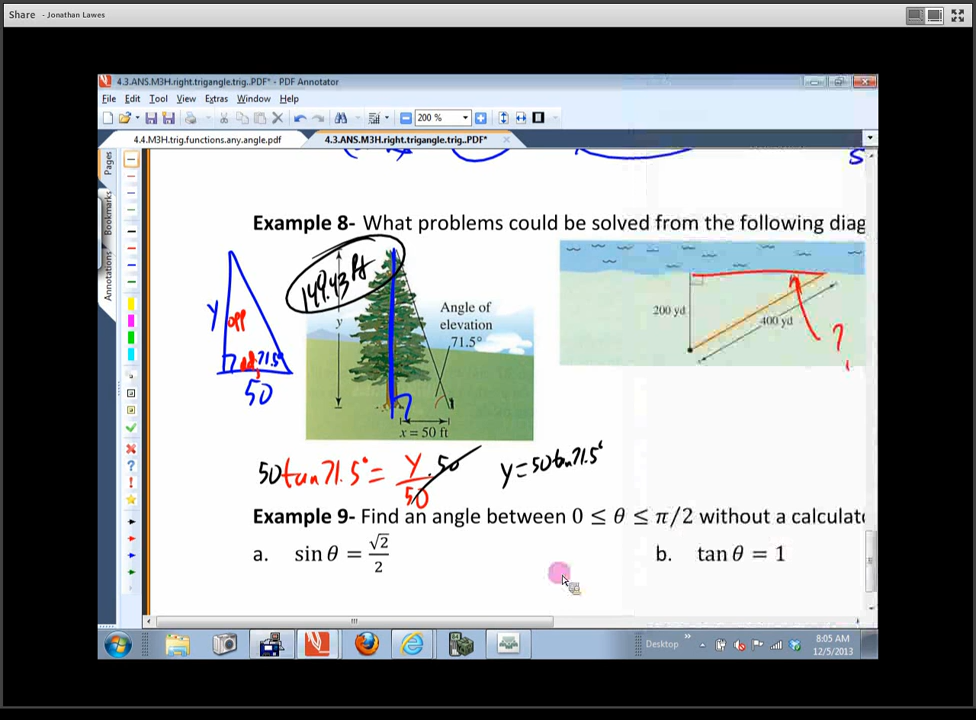 Share - Jonathan Lawes
4.3.ANS.M3H.right.trigangle.trig..PDF* - PDF Annotator
File Edit Tool View Extras Window Help
200 %
4.4.M3H.trig.functions.any.angle.pdf
4.3.ANS.M3H.right.trigangle.trig..PDF*
Pages
Bookmarks
Annotations
Example 8- What problems could be solved from the following diag
149.43 ft
y
opp
adj
71.5°
50
y
Angle of
elevation
71.5°
x = 50 ft
200 yd
400 yd
?
50 tan 71.5° = y/50 · 50
y = 50 tan 71.5°
Example 9- Find an angle between 0 ≤ θ ≤ π/2 without a calculat
a. sin θ = √2/2
b. tan θ = 1
Desktop
8:05 AM
12/5/2013